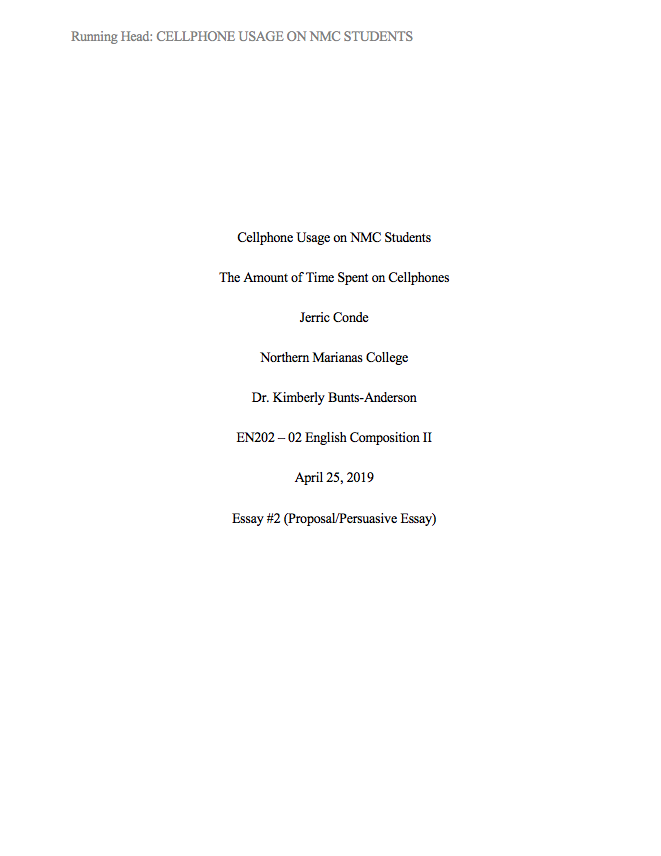 Running Head: CELLPHONE USAGE ON NMC STUDENTS
Cellphone Usage on NMC Students
The Amount of Time Spent on Cellphones
Jerric Conde
Northern Marianas College
Dr. Kimberly Bunts-Anderson
EN202 – 02 English Composition II
April 25, 2019
Essay #2 (Proposal/Persuasive Essay)